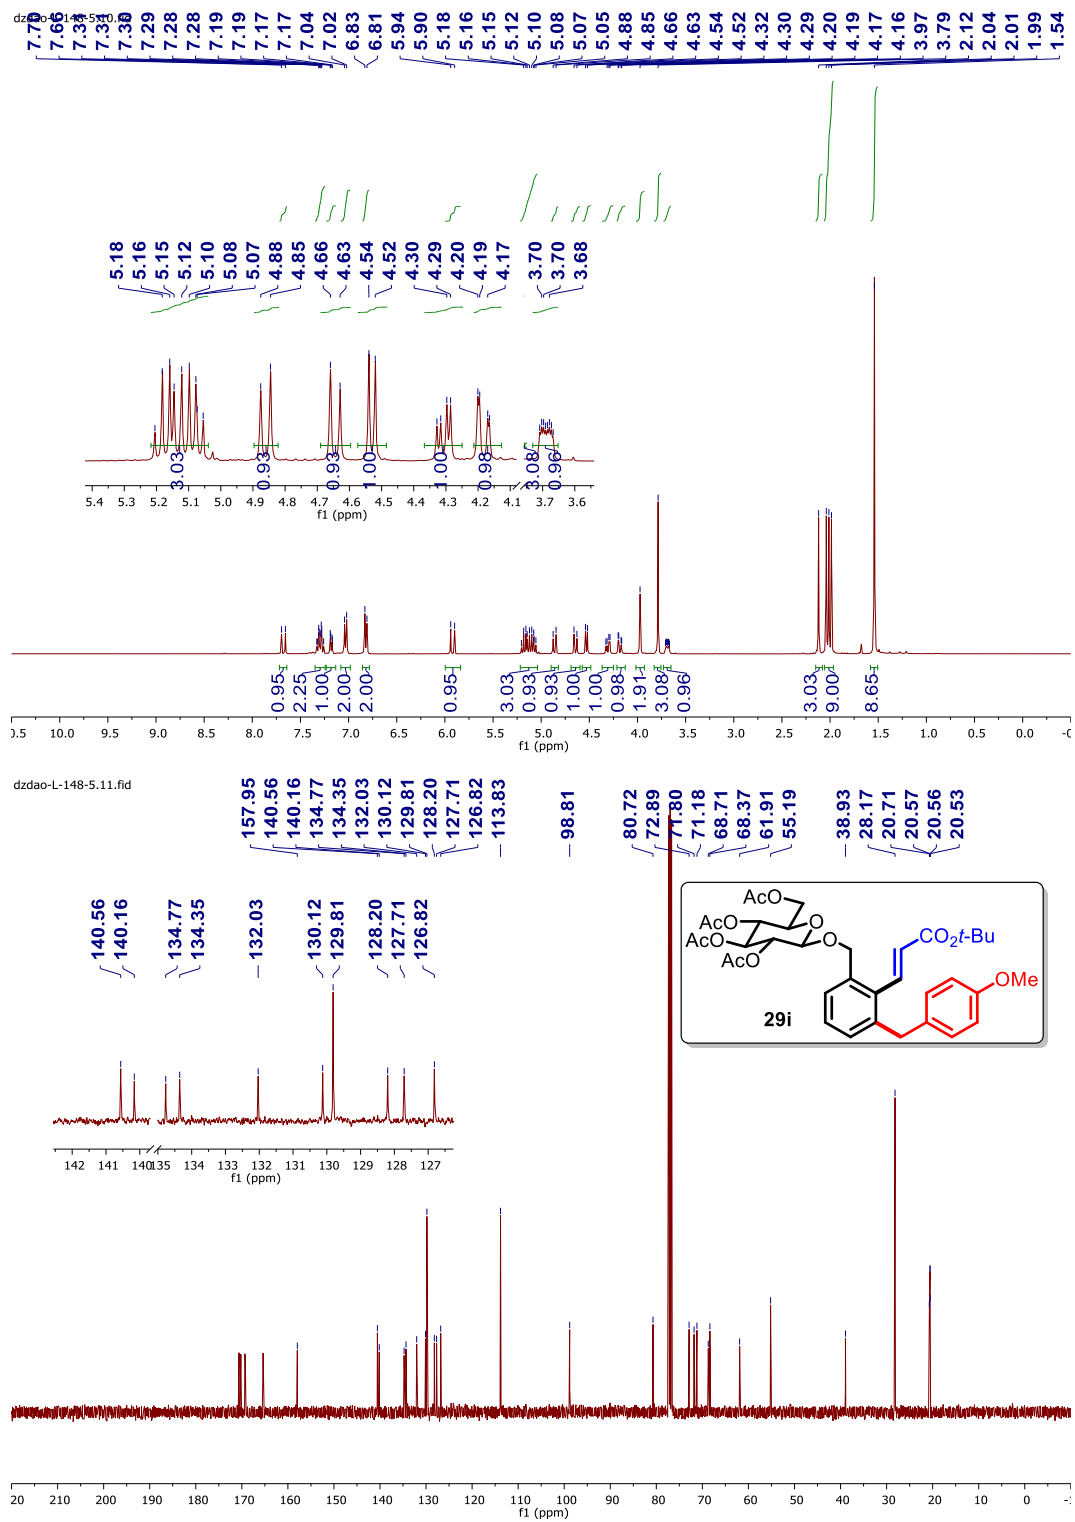 dzdao-L-148-5.10.fid
7.70 7.66 7.31 7.31 7.30 7.29 7.28 7.28 7.19 7.19 7.17 7.17 7.04 7.02 6.83 6.81 5.94 5.90 5.18 5.16 5.15 5.12 5.10 5.08 5.07 5.05 4.88 4.85 4.66 4.63 4.54 4.52 4.32 4.30 4.29 4.20 4.19 4.17 4.16 3.97 3.79 2.12 2.04 2.01 1.99 1.54
5.18 5.16 5.15 5.12 5.10 5.08 5.07 4.88 4.85 4.66 4.63 4.54 4.52 4.30 4.29 4.20 4.19 4.17 3.70 3.70 3.68
3.03 0.93 0.93 1.00 1.00 0.98 3.08 0.96
5.4 5.3 5.2 5.1 5.0 4.9 4.8 4.7 4.6 4.5 4.4 4.3 4.2 4.1 3.7 3.6
f1 (ppm)
0.95 2.25 1.00 2.00 2.00 0.95 3.03 0.93 0.93 1.00 1.00 0.98 1.91 3.08 0.96 3.03 9.00 8.65
0.5 10.0 9.5 9.0 8.5 8.0 7.5 7.0 6.5 6.0 5.5 5.0 4.5 4.0 3.5 3.0 2.5 2.0 1.5 1.0 0.5 0.0 -0
f1 (ppm)
dzdao-L-148-5.11.fid
157.95 140.56 140.16 134.77 134.35 132.03 130.12 129.81 128.20 127.71 126.82 113.83 98.81 80.72 72.89 71.80 71.18 68.71 68.37 61.91 55.19 38.93 28.17 20.71 20.57 20.56 20.53
140.56 140.16 134.77 134.35 132.03 130.12 129.81 128.20 127.71 126.82
AcO
AcO
O
AcO
O
AcO
CO2t-Bu
OMe
29i
142 141 140 135 134 133 132 131 130 129 128 127
f1 (ppm)
20 210 200 190 180 170 160 150 140 130 120 110 100 90 80 70 60 50 40 30 20 10 0 -1
f1 (ppm)